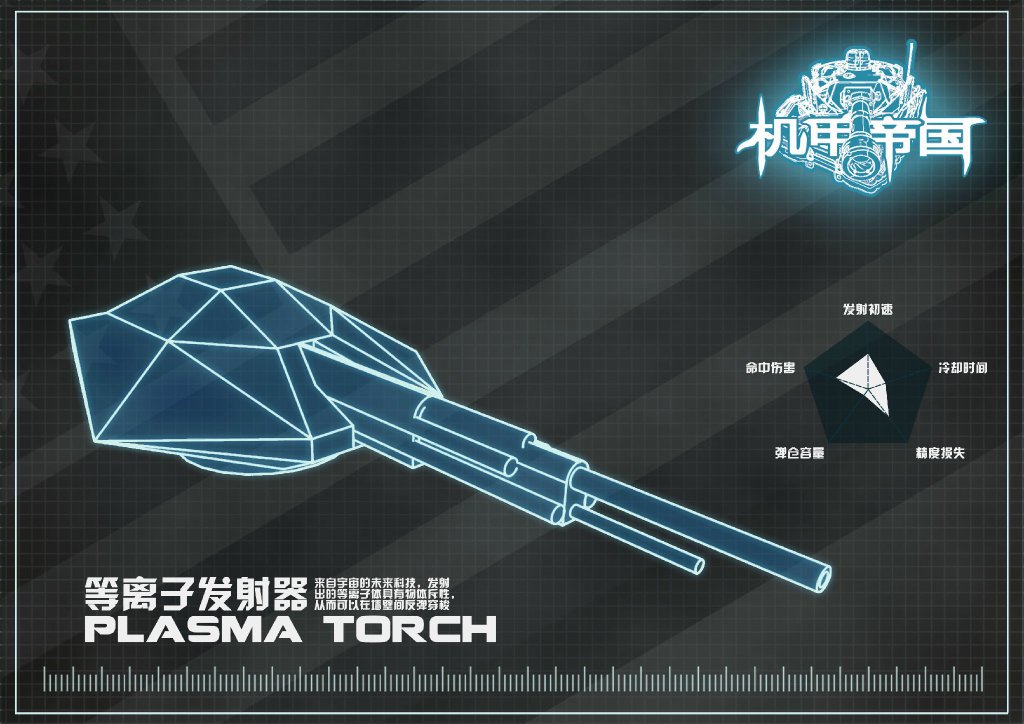 机甲帝国
发射初速
命中伤害
冷却时间
弹仓容量
精度损失
等离子发射器
来自宇宙的未来科技，发射
出的等离子体具有物体斥性，
从而可以在墙壁间反弹穿梭
PLASMA TORCH